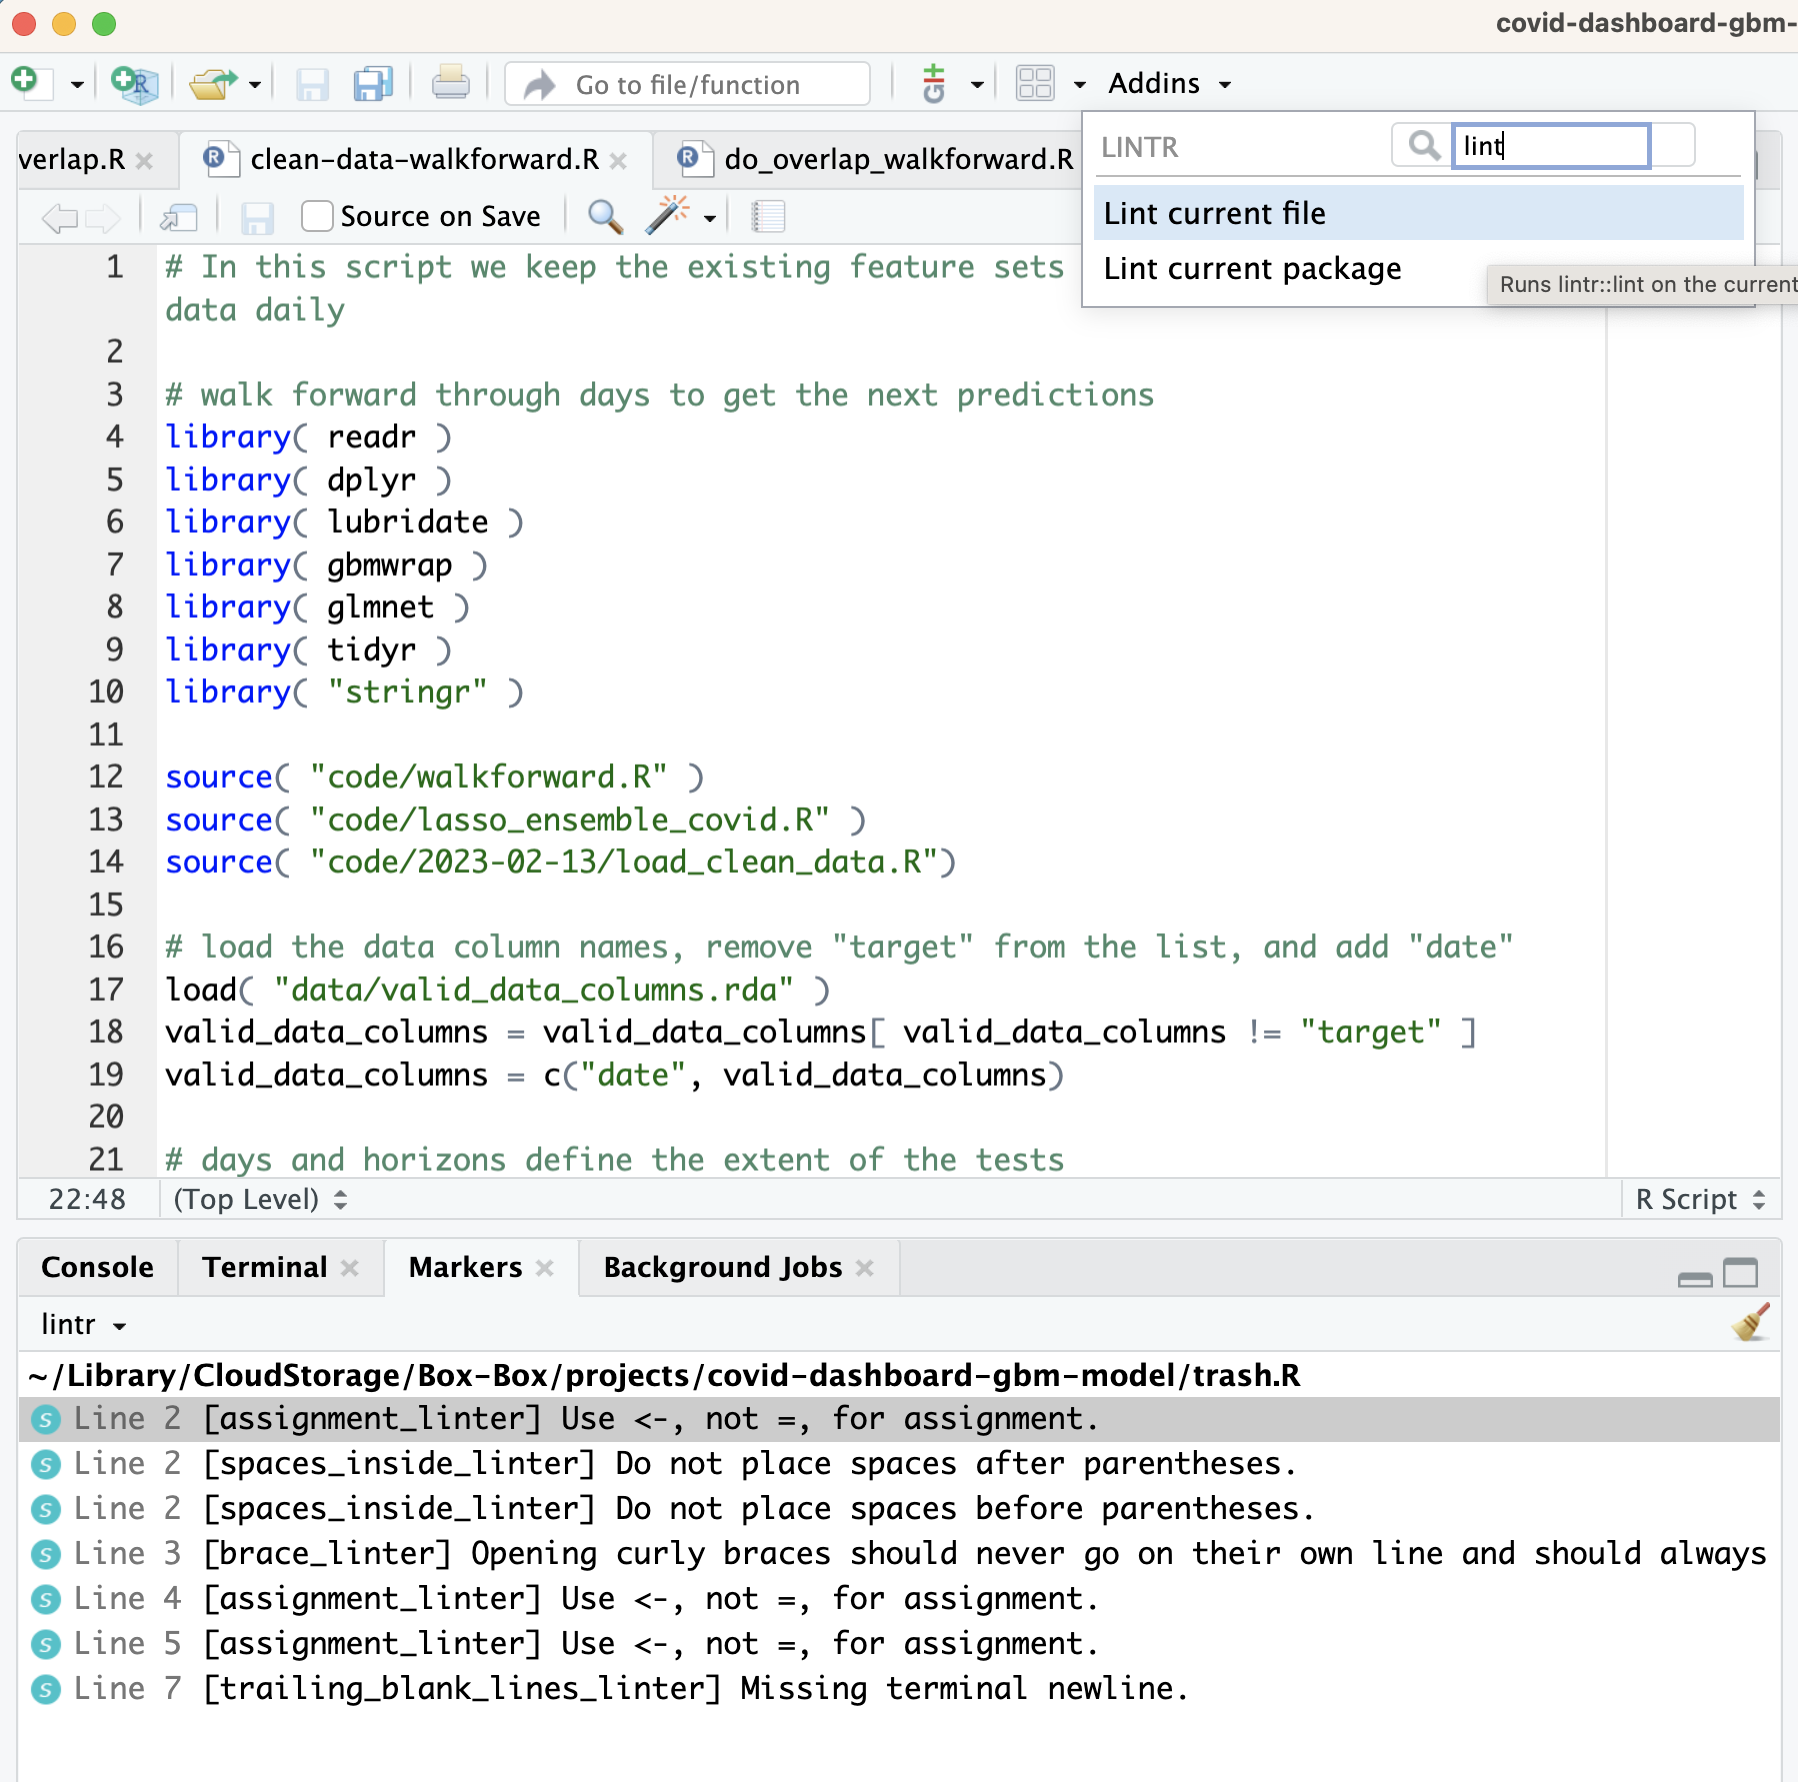 covid-dashboard-gbm-
Go to file/function
Addins
verlap.R
clean-data-walkforward.R
do_overlap_walkforward.R
LINTR
lint
Lint current file
Lint current package
Runs lintr::lint on the current
Source on Save
1 # In this script we keep the existing feature sets
data daily
2
3 # walk forward through days to get the next predictions
4 library( readr )
5 library( dplyr )
6 library( lubridate )
7 library( gbmwrap )
8 library( glmnet )
9 library( tidyr )
10 library( "stringr" )
11
12 source( "code/walkforward.R" )
13 source( "code/lasso_ensemble_covid.R" )
14 source( "code/2023-02-13/load_clean_data.R")
15
16 # load the data column names, remove "target" from the list, and add "date"
17 load( "data/valid_data_columns.rda" )
18 valid_data_columns = valid_data_columns[ valid_data_columns != "target" ]
19 valid_data_columns = c("date", valid_data_columns)
20
21 # days and horizons define the extent of the tests
22:48 (Top Level) R Script
Console Terminal Markers Background Jobs
lintr
~/Library/CloudStorage/Box-Box/projects/covid-dashboard-gbm-model/trash.R
S Line 2 [assignment_linter] Use <-, not =, for assignment.
S Line 2 [spaces_inside_linter] Do not place spaces after parentheses.
S Line 2 [spaces_inside_linter] Do not place spaces before parentheses.
S Line 3 [brace_linter] Opening curly braces should never go on their own line and should always
S Line 4 [assignment_linter] Use <-, not =, for assignment.
S Line 5 [assignment_linter] Use <-, not =, for assignment.
S Line 7 [trailing_blank_lines_linter] Missing terminal newline.